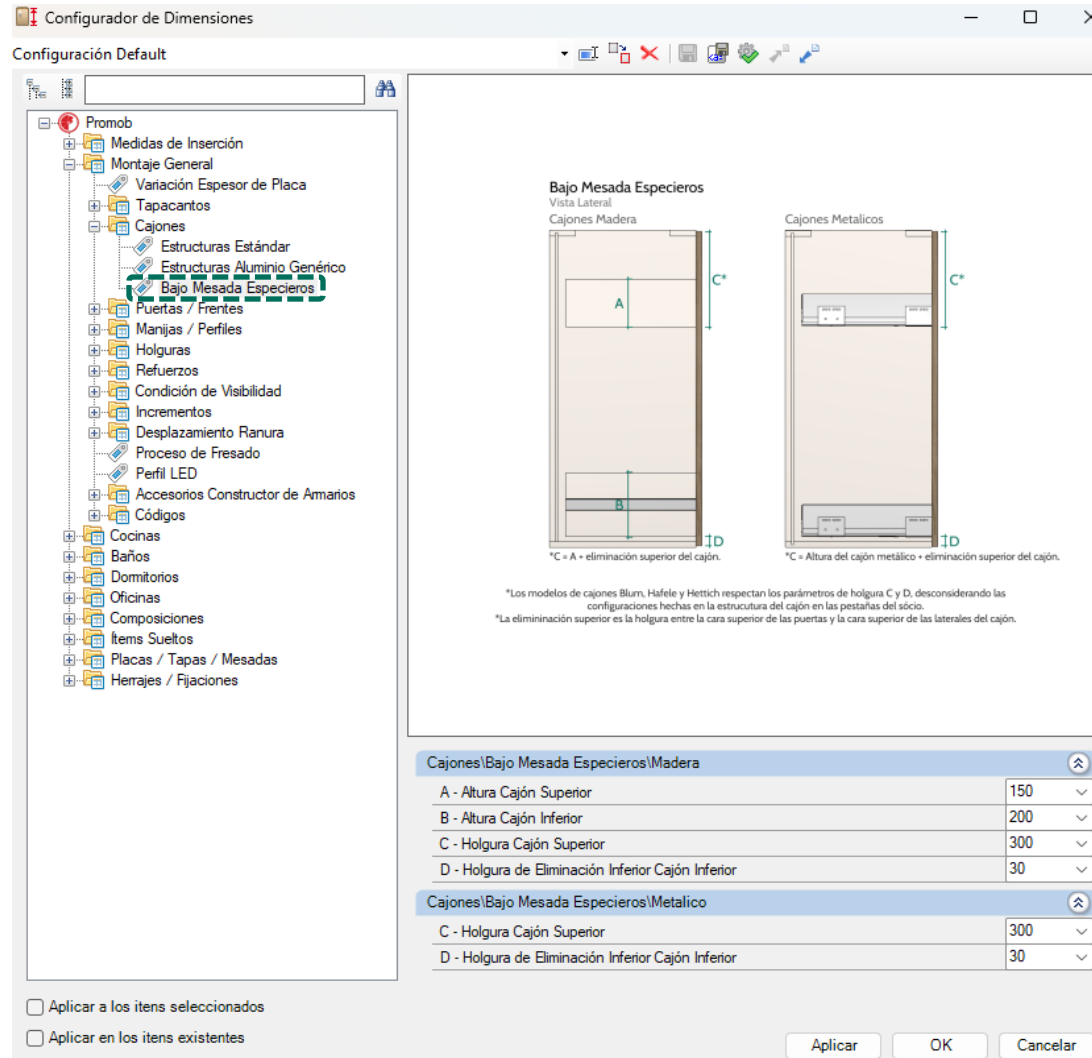 Configurador de Dimensiones
Configuración Default
Promob
Medidas de Inserción
Montaje General
Variación Espesor de Placa
Tapacantos
Cajones
Estructuras Estándar
Estructuras Aluminio Genérico
Bajo Mesada Especieros
Puertas / Frentes
Manijas / Perfiles
Holguras
Refuerzos
Condición de Visibilidad
Incrementos
Desplazamiento Ranura
Proceso de Fresado
Perfil LED
Accesorios Constructor de Armarios
Códigos
Cocinas
Baños
Dormitorios
Oficinas
Composiciones
Ítems Sueltos
Placas / Tapas / Mesadas
Herrajes / Fijaciones
Bajo Mesada Especieros
Vista Lateral
Cajones Madera
Cajones Metalicos
C*
A
B
D
C*
D
*C = A + eliminación superior del cajón.
*C = Altura del cajón metálico + eliminación superior del cajón.
*Los modelos de cajones Blum, Hafele y Hettich respectan los parámetros de holgura C y D, desconsiderando las
configuraciones hechas en la estrucutura del cajón en las pestañas del sócio.
*La elimininación superior es la holgura entre la cara superior de las puertas y la cara superior de las laterales del cajón.
Cajones\Bajo Mesada Especieros\Madera
A - Altura Cajón Superior 150
B - Altura Cajón Inferior 200
C - Holgura Cajón Superior 300
D - Holgura de Eliminación Inferior Cajón Inferior 30
Cajones\Bajo Mesada Especieros\Metalico
C - Holgura Cajón Superior 300
D - Holgura de Eliminación Inferior Cajón Inferior 30
Aplicar a los itens seleccionados
Aplicar en los itens existentes
Aplicar OK Cancelar